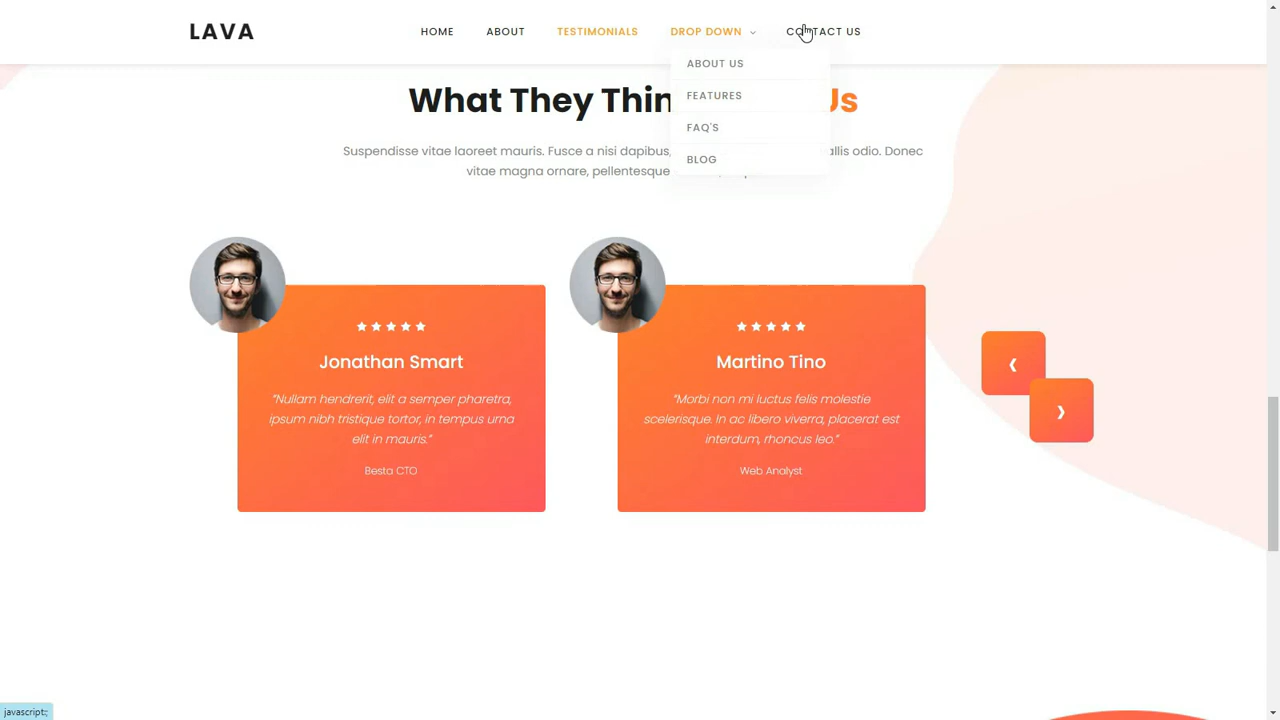 LAVA
HOME ABOUT TESTIMONIALS DROP DOWN CONTACT US
ABOUT US
FEATURES
FAQ'S
BLOG
What They Thin Us
Suspendisse vitae laoreet mauris. Fusce a nisi dapibus, allis odio. Donec
vitae magna ornare, pellentesque
Jonathan Smart
“Nullam hendrerit, elit a semper pharetra,
ipsum nibh tristique tortor, in tempus urna
elit in mauris.”
Besta CTO
Martino Tino
“Morbi non mi luctus felis molestie
scelerisque. In ac libero viverra, placerat est
interdum, rhoncus leo.”
Web Analyst
javascript:;